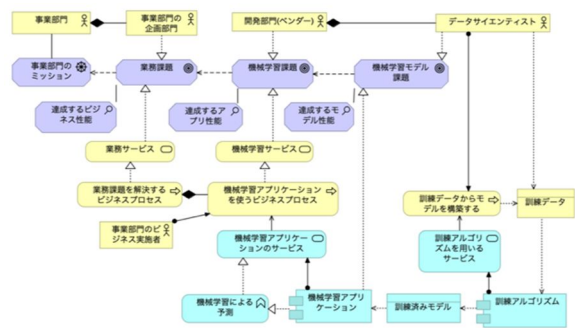 事業部門
事業部門の
企画部門
開発部門(ベンダー)
データサイエンティスト
事業部門の
ミッション
業務課題
機械学習課題
機械学習モデル
課題
達成するビジ
ネス性能
達成するア
プリ性能
達成するモ
デル性能
業務サービス
機械学習サービス
業務課題を解決する
ビジネスプロセス
機械学習アプリケーション
を使うビジネスプロセス
訓練データからモ
デルを構築する
訓練データ
事業部門のビ
ジネス実施者
機械学習アプリケー
ションのサービス
訓練アルゴリ
ズムを用いる
サービス
機械学習による
予測
機械学習アプリ
ケーション
訓練済みモデル
訓練アルゴリズム